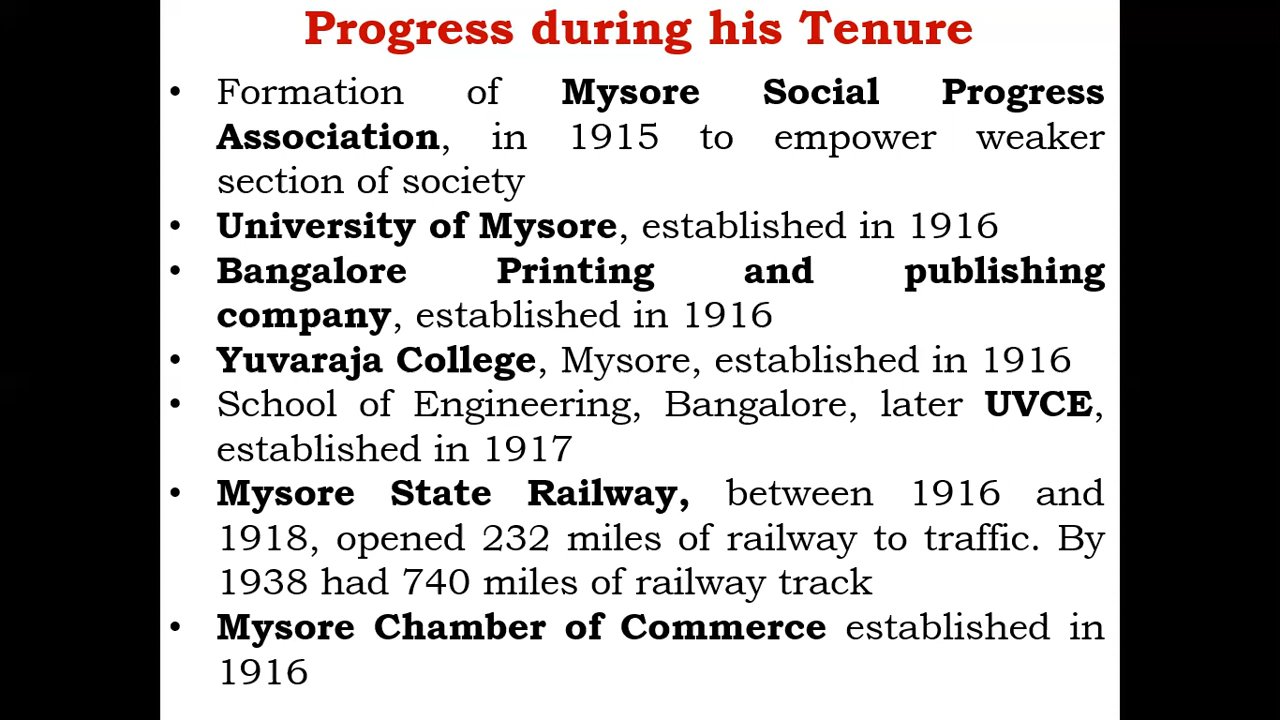 Progress during his Tenure
• Formation of Mysore Social Progress
Association, in 1915 to empower weaker
section of society
• University of Mysore, established in 1916
• Bangalore Printing and publishing
company, established in 1916
• Yuvaraja College, Mysore, established in 1916
• School of Engineering, Bangalore, later UVCE,
established in 1917
• Mysore State Railway, between 1916 and
1918, opened 232 miles of railway to traffic. By
1938 had 740 miles of railway track
• Mysore Chamber of Commerce established in
1916